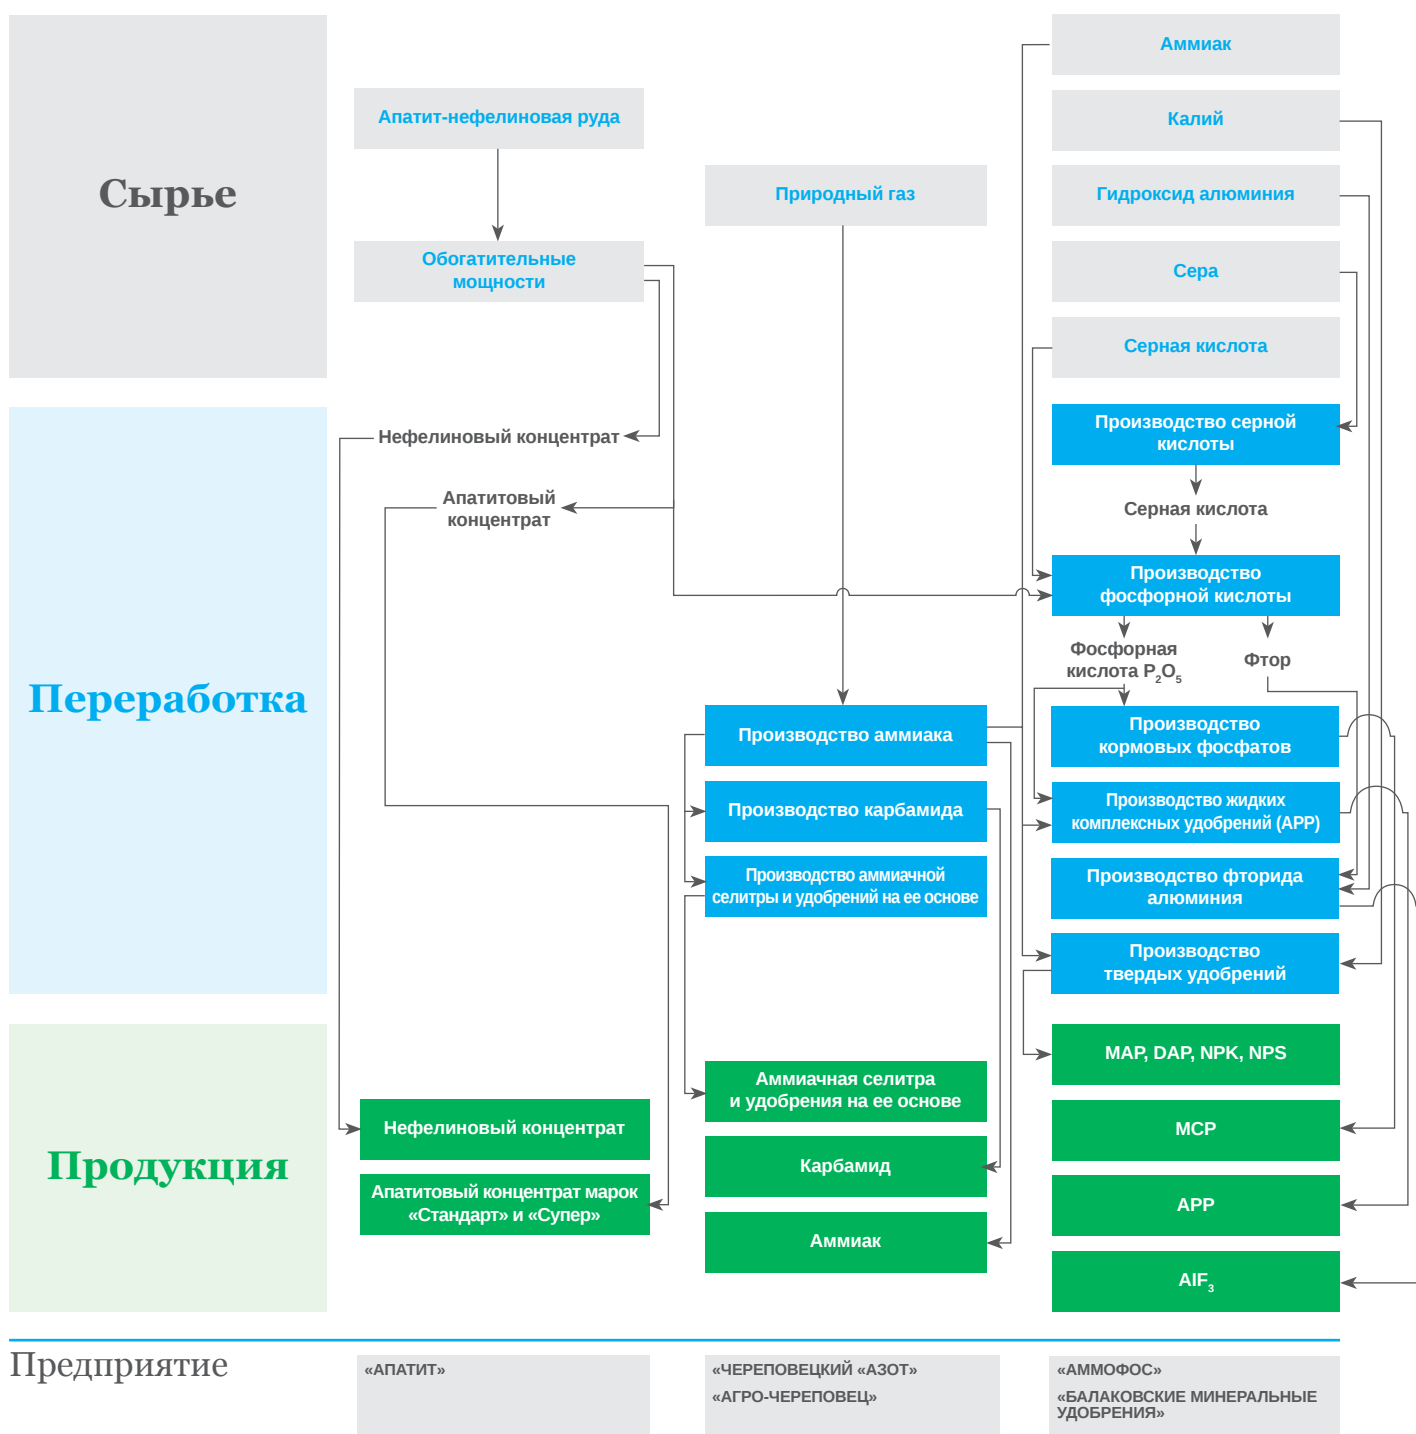 Сырье
Апатит-нефелиновая руда
Обогатительные
мощности
Природный газ
Аммиак
Калий
Гидроксид алюминия
Сера
Серная кислота
Переработка
Нефелиновый концентрат
Апатитовый
концентрат
Производство аммиака
Производство карбамида
Производство аммиачной
селитры и удобрений на ее основе
Производство серной
кислоты
Серная кислота
Производство
фосфорной кислоты
Фосфорная
кислота P₂O₅
Фтор
Производство
кормовых фосфатов
Производство жидких
комплексных удобрений (APP)
Производство фторида
алюминия
Производство
твердых удобрений
Продукция
Нефелиновый концентрат
Апатитовый концентрат марок
«Стандарт» и «Супер»
Аммиачная селитра
и удобрения на ее основе
Карбамид
Аммиак
MAP, DAP, NPK, NPS
MCP
APP
AlF₃
Предприятие
«АПАТИТ»
«ЧЕРЕПОВЕЦКИЙ «АЗОТ»
«АГРО-ЧЕРЕПОВЕЦ»
«АММОФОС»
«БАЛАКОВСКИЕ МИНЕРАЛЬНЫЕ
УДОБРЕНИЯ»